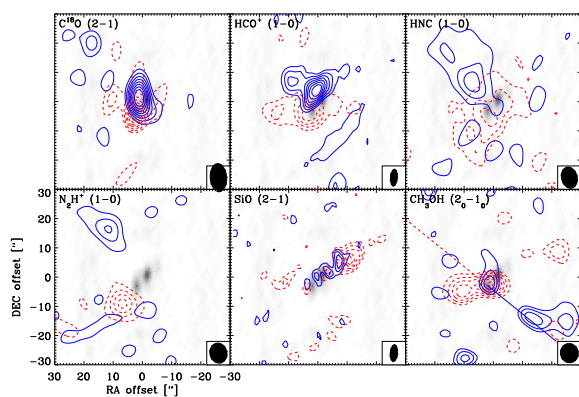 C¹⁸O (2-1)
HCO⁺ (1-0)
HNC (1-0)
N₂H⁺ (1-0)
SiO (2-1)
CH₃OH (2₀-1₀)
30
20
10
0
-10
-20
-30
DEC offset ["]
30 20 10 0 -10 -20 -30
RA offset ["]